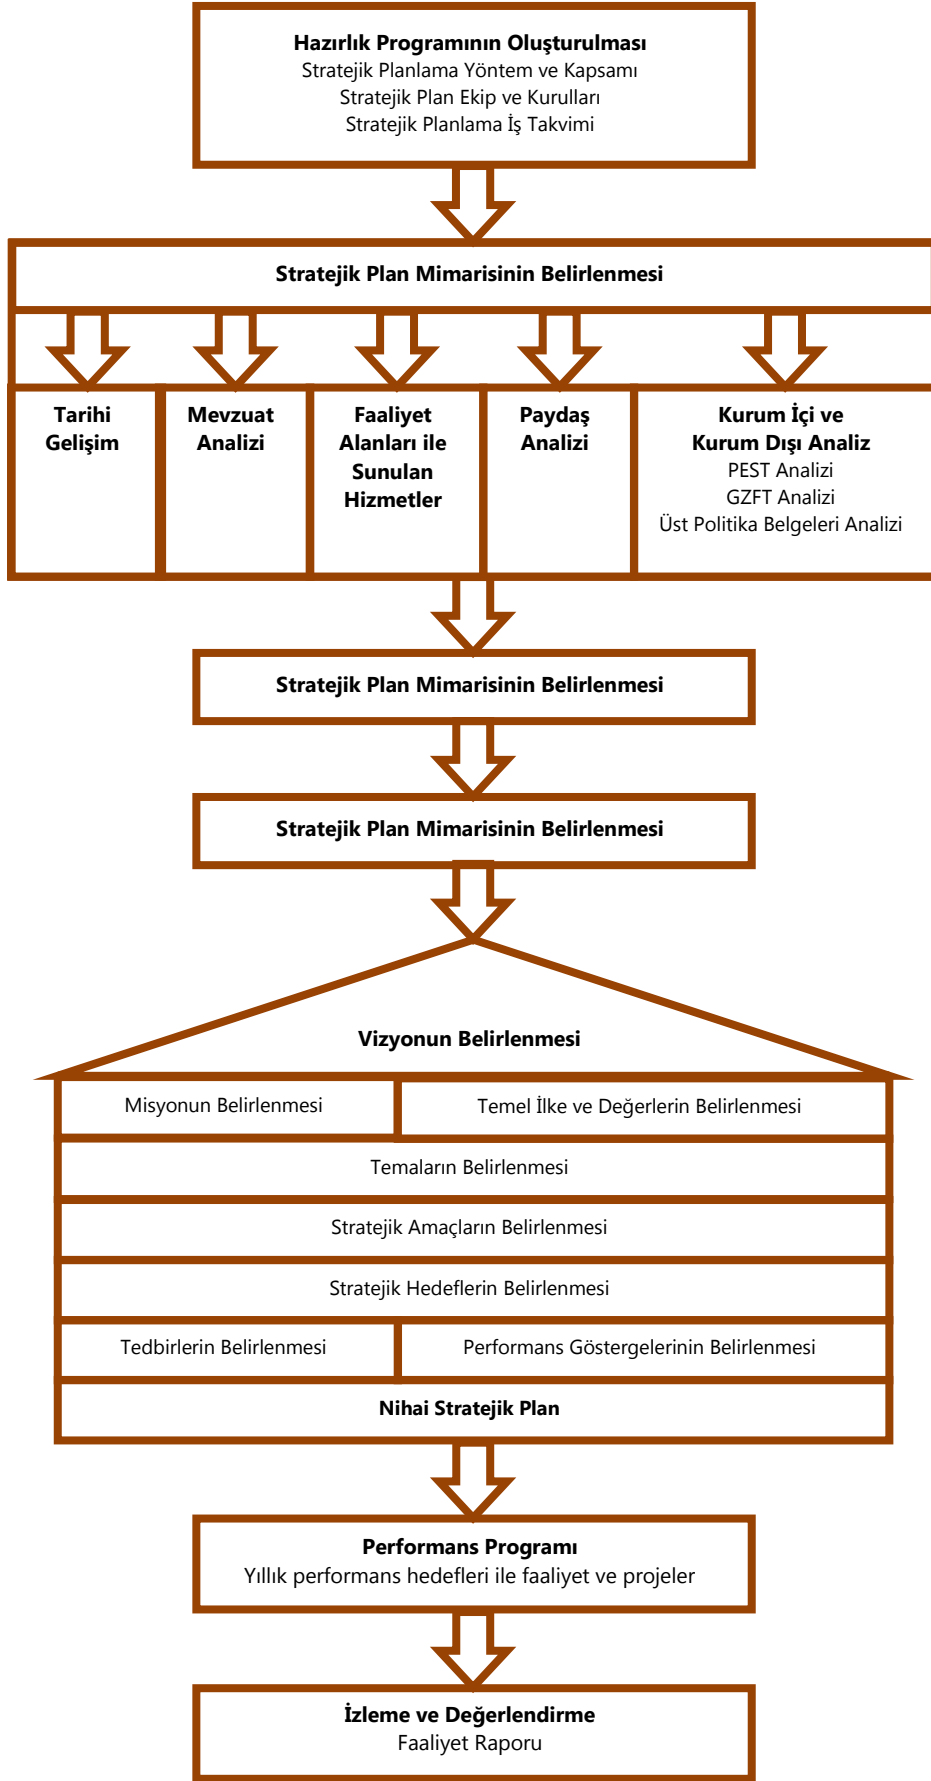 Hazırlık Programının Oluşturulması
Stratejik Planlama Yöntem ve Kapsamı
Stratejik Plan Ekip ve Kurulları
Stratejik Planlama İş Takvimi
Stratejik Plan Mimarisinin Belirlenmesi
Tarihi
Gelişim
Mevzuat
Analizi
Faaliyet
Alanları ile
Sunulan
Hizmetler
Paydaş
Analizi
Kurum İçi ve
Kurum Dışı Analiz
PEST Analizi
GZFT Analizi
Üst Politika Belgeleri Analizi
Stratejik Plan Mimarisinin Belirlenmesi
Stratejik Plan Mimarisinin Belirlenmesi
Vizyonun Belirlenmesi
Misyonun Belirlenmesi
Temel İlke ve Değerlerin Belirlenmesi
Temaların Belirlenmesi
Stratejik Amaçların Belirlenmesi
Stratejik Hedeflerin Belirlenmesi
Tedbirlerin Belirlenmesi
Performans Göstergelerinin Belirlenmesi
Nihai Stratejik Plan
Performans Programı
Yıllık performans hedefleri ile faaliyet ve projeler
İzleme ve Değerlendirme
Faaliyet Raporu